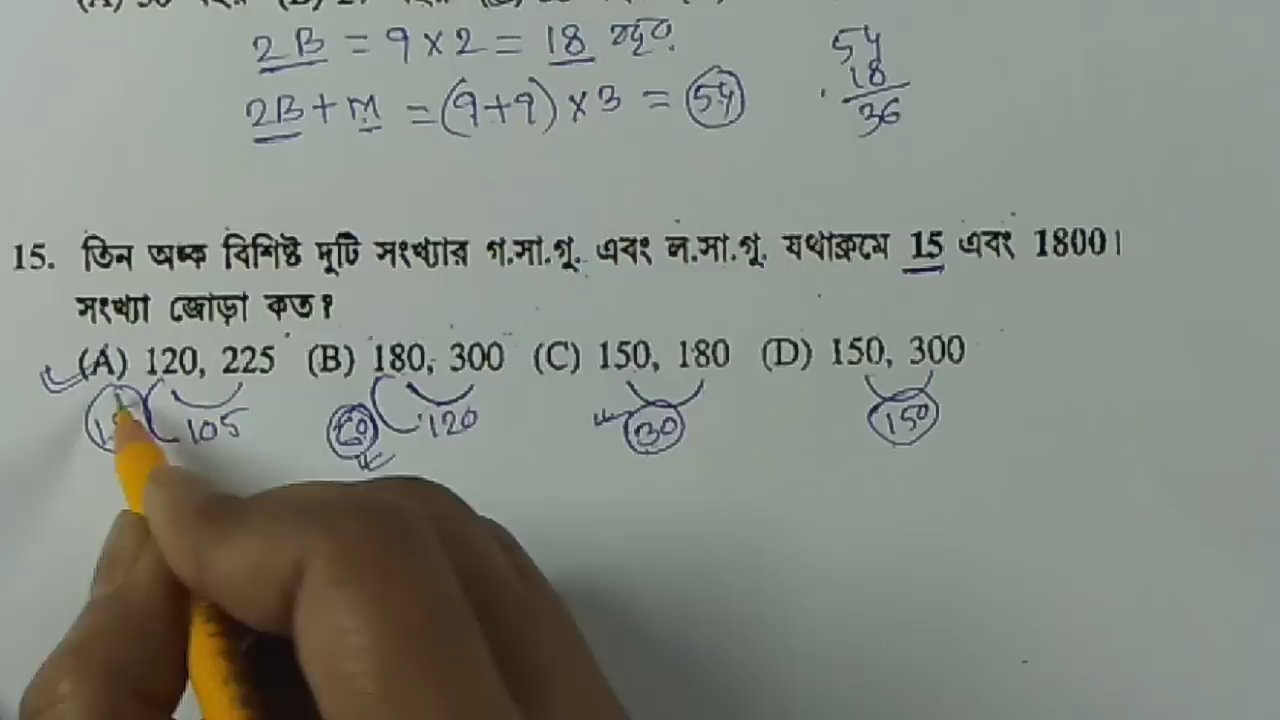 2B = 9 × 2 = 18 বছর.
2B + M = (9+9) × 3 = 54
54
18
36
15. তিন অঙ্ক বিশিষ্ট দুটি সংখ্যার গ.সা.গূ. এবং ল.সা.গূ. যথাক্রমে 15 এবং 1800।
সংখ্যা জোড়া কত?
(A) 120, 225 (B) 180, 300 (C) 150, 180 (D) 150, 300
105 60 120 30 150